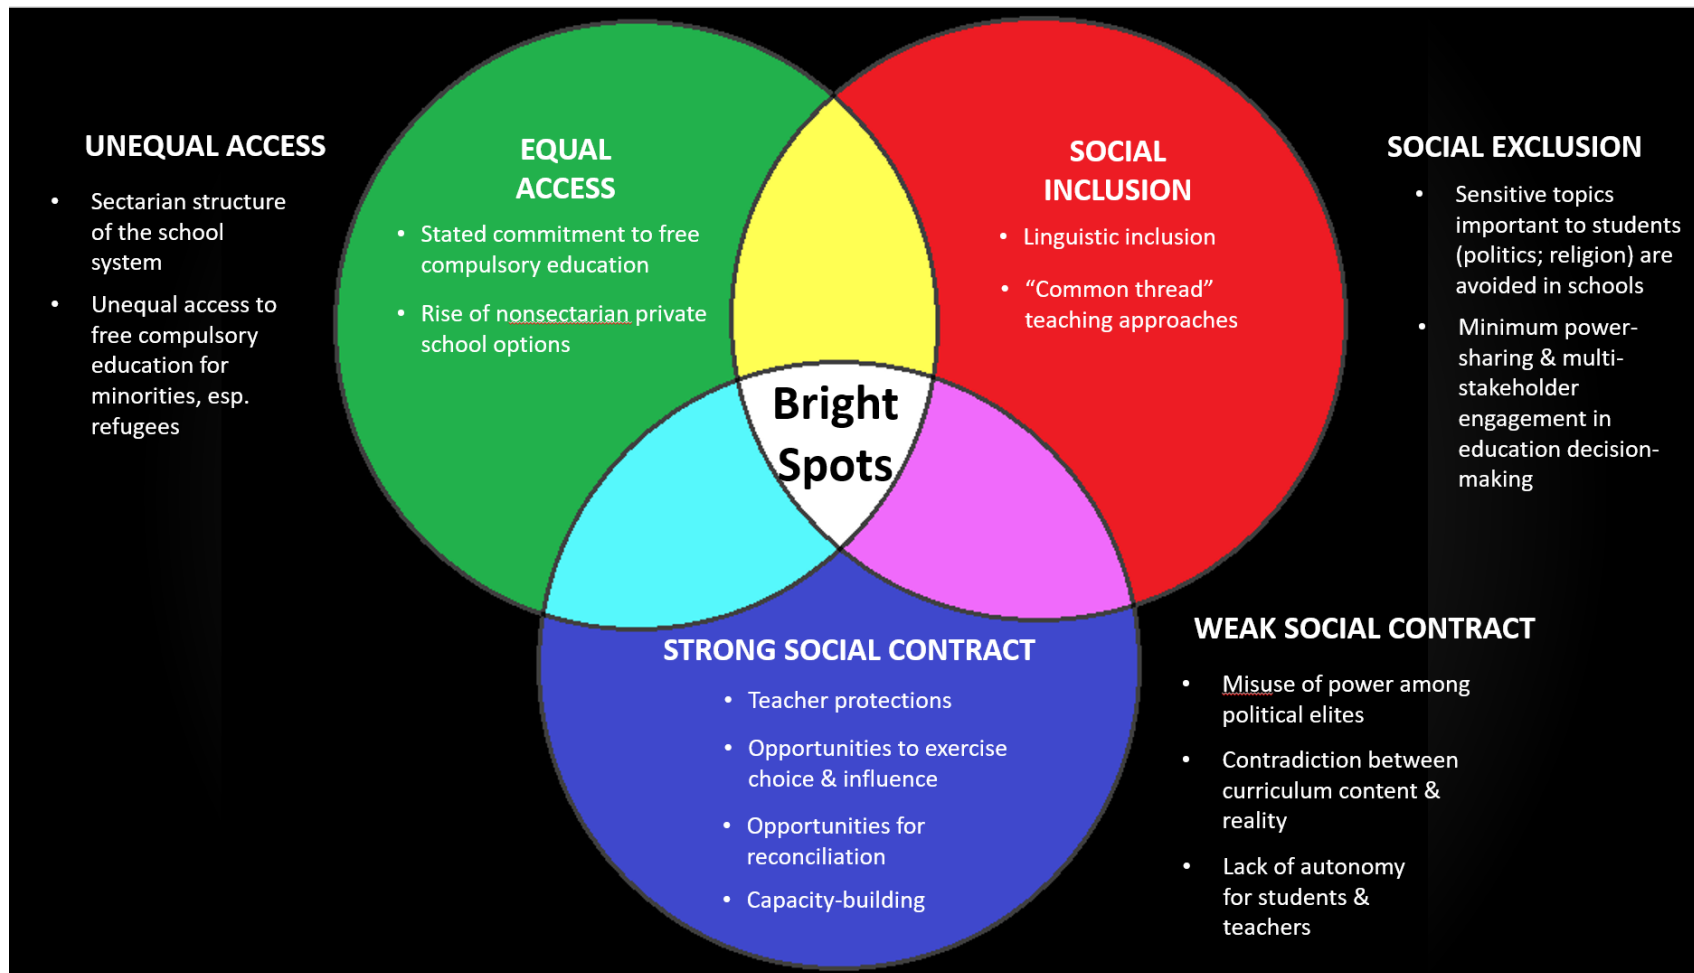 UNEQUAL ACCESS
• Sectarian structure
of the school
system
• Unequal access to
free compulsory
education for
minorities, esp.
refugees
EQUAL
ACCESS
• Stated commitment to free
compulsory education
• Rise of nonsectarian private
school options
SOCIAL
INCLUSION
• Linguistic inclusion
• “Common thread”
teaching approaches
SOCIAL EXCLUSION
• Sensitive topics
important to students
(politics; religion) are
avoided in schools
• Minimum power-
sharing & multi-
stakeholder
engagement in
education decision-
making
Bright
Spots
STRONG SOCIAL CONTRACT
• Teacher protections
• Opportunities to exercise
choice & influence
• Opportunities for
reconciliation
• Capacity-building
WEAK SOCIAL CONTRACT
• Misuse of power among
political elites
• Contradiction between
curriculum content &
reality
• Lack of autonomy
for students &
teachers